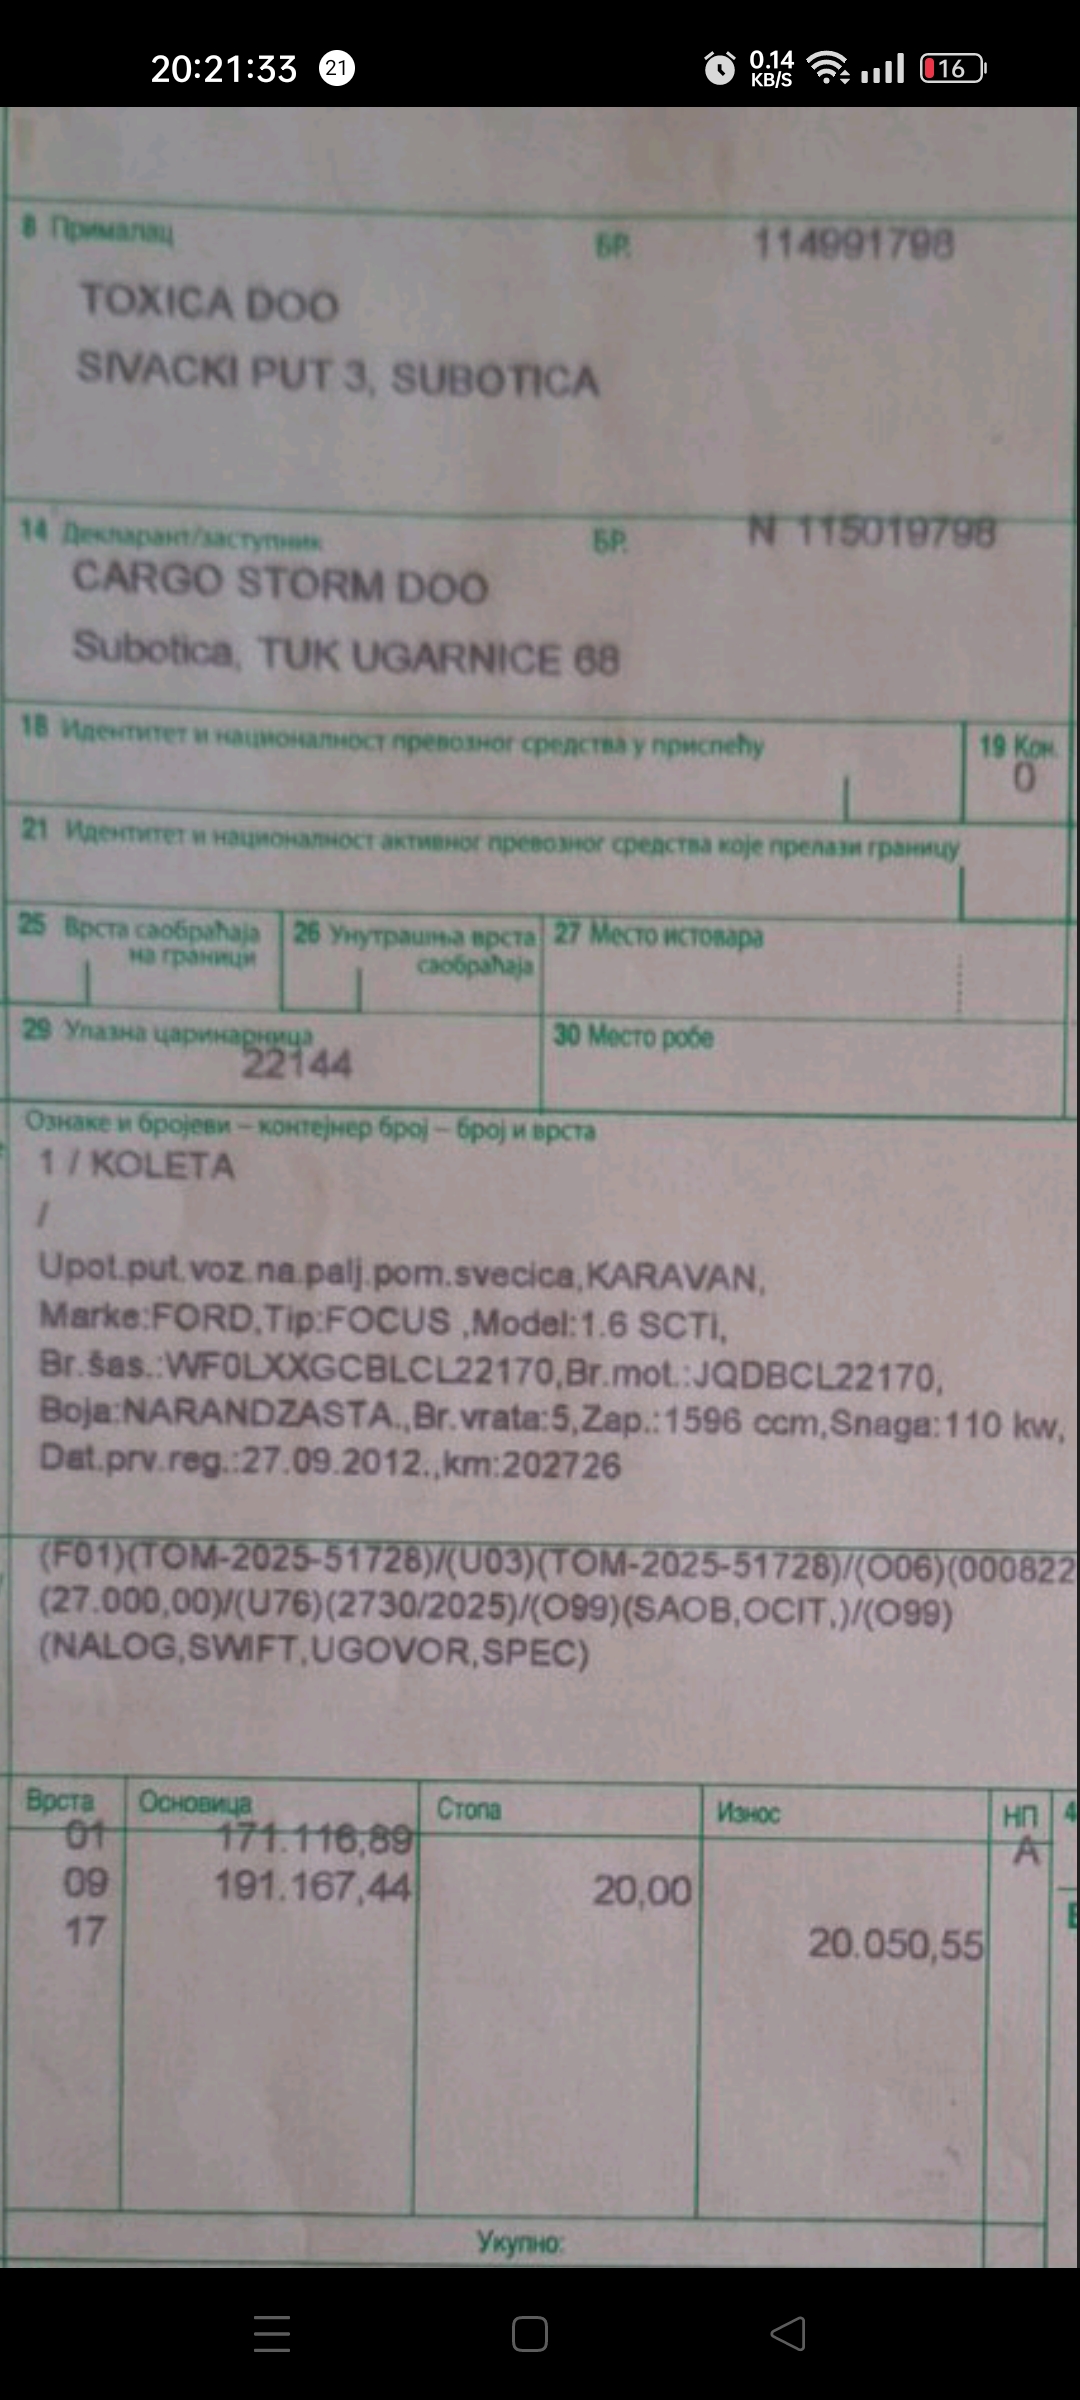 20:21:33 21 0.14 KB/S 16
8 Прималац БР. 114991798
TOXICA DOO
SIVACKI PUT 3, SUBOTICA
14 Декларант/заступник БР. N 115019798
CARGO STORM DOO
Subotica, TUK UGARNICE 68
18 Идентитет и националност превозног средства у приспећу 19 Кон.
0
21 Идентитет и националност активног превозног средства које прелази границу
25 Врста саобраћаја на граници 26 Унутрашња врста саобраћаја 27 Место истовара
29 Улазна царинарница 30 Место робе
22144
Ознаке и бројеви – контејнер број – број и врста
1 / KOLETA
/
Upot.put.voz.na.palj.pom.svecica,KARAVAN,
Marke:FORD,Tip:FOCUS ,Model:1.6 SCTi,
Br.šas.:WF0LXXGCBLCL22170,Br.mot.:JQDBCL22170,
Boja:NARANDZASTA.,Br.vrata:5,Zap.:1596 ccm,Snaga:110 kw,
Dat.prv.reg.:27.09.2012.,km:202726
(F01)(TOM-2025-51728)/(U03)(TOM-2025-51728)/(O06)(000822
(27.000,00)/(U76)(2730/2025)/(O99)(SAOB,OCIT,)/(O99)
(NALOG,SWIFT,UGOVOR,SPEC)
Врста Основица Стопа Износ НП 4
01 171.116,89 A
09 191.167,44 20,00
17 20.050,55
Укупно: